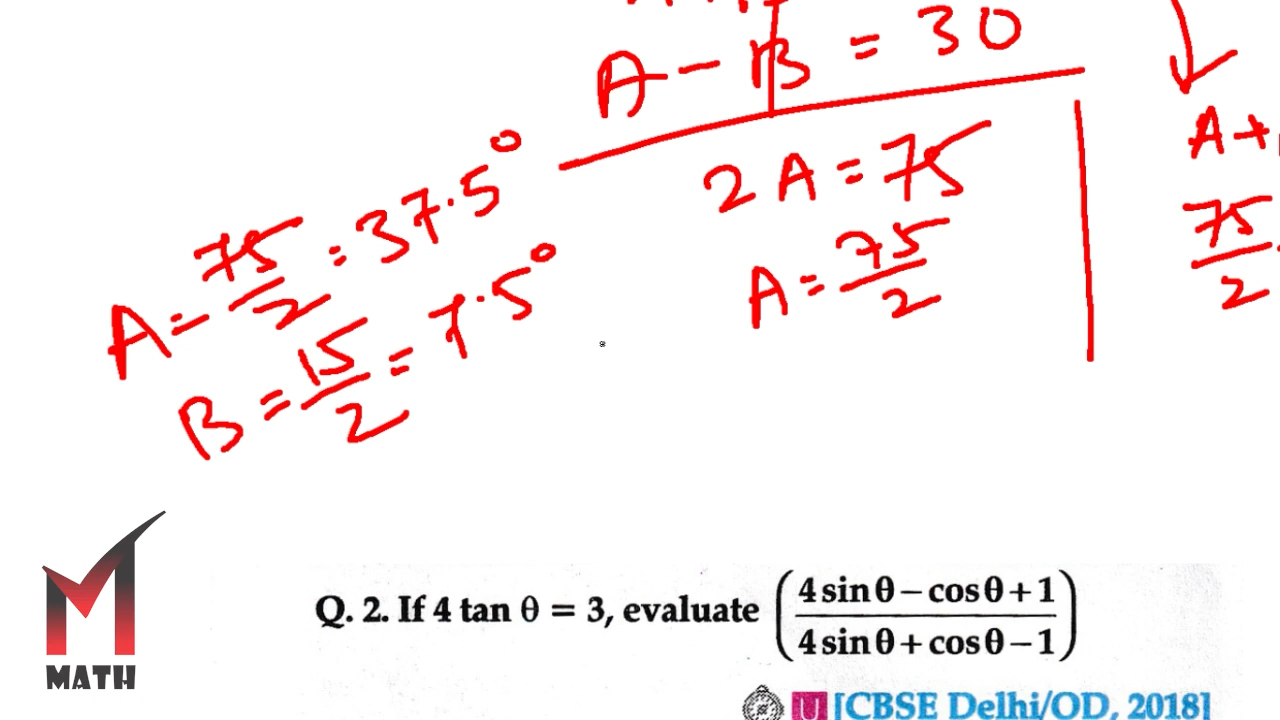 A - B = 30
2A = 75
A = 75/2
A +
75/2
A = 75/2 = 37.5°
B = 15/2 = 7.5°
MATH
Q. 2. If 4 tan θ = 3, evaluate (4 sin θ – cos θ + 1 / 4 sin θ + cos θ – 1)
U [CBSE Delhi/OD, 2018]